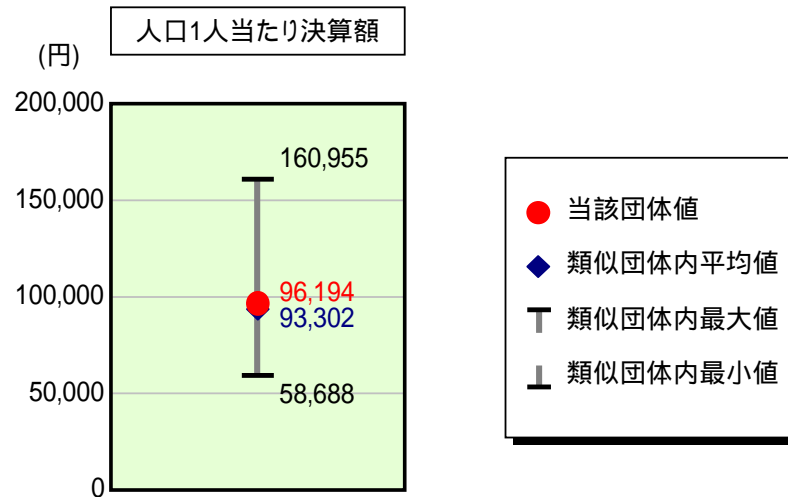 人口1人当たり決算額
(円)
200,000
150,000
100,000
50,000
0
160,955
96,194
93,302
58,688
当該団体値
類似団体内平均値
類似団体内最大値
類似団体内最小値